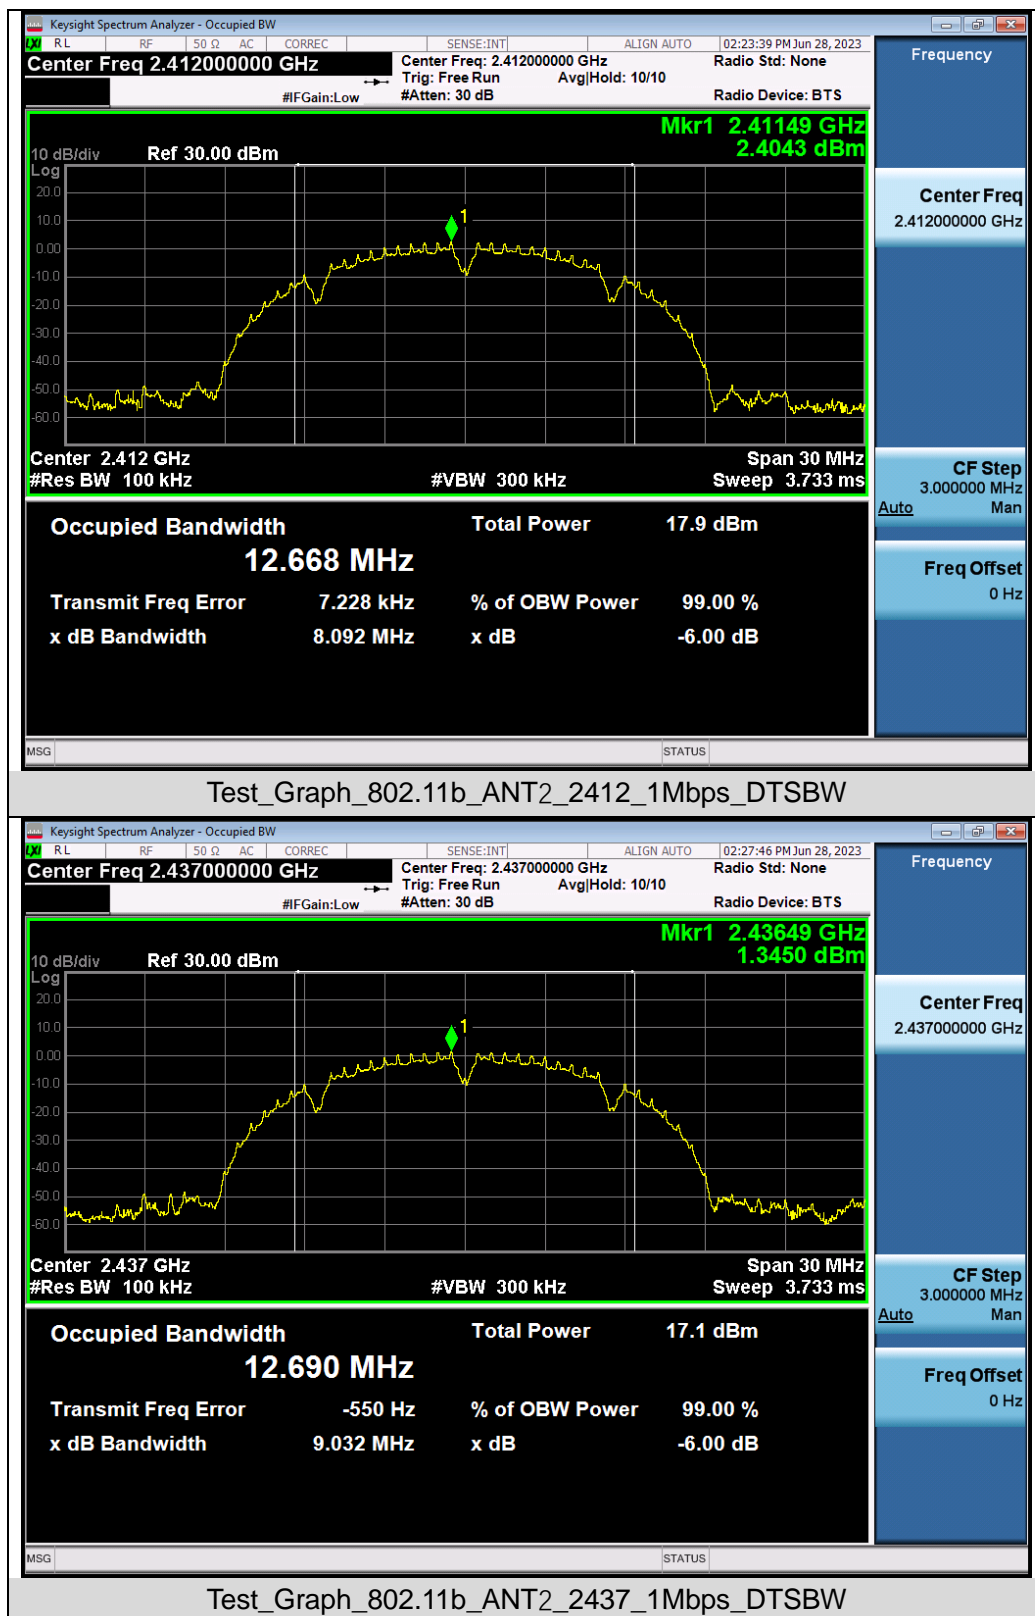 Keysight Spectrum Analyzer - Occupied BW
LXI RL RF 50 Ω AC CORREC SENSE:INT ALIGN AUTO 02:23:39 PM Jun 28, 2023
Center Freq 2.412000000 GHz
Center Freq: 2.412000000 GHz Radio Std: None
Trig: Free Run Avg|Hold: 10/10
#IFGain:Low #Atten: 30 dB Radio Device: BTS
Frequency
Mkr1 2.41149 GHz
2.4043 dBm
10 dB/div Ref 30.00 dBm
Log
20.0
10.0
1
0.00
-10.0
-20.0
-30.0
-40.0
-50.0
-60.0
Center 2.412 GHz Span 30 MHz
#Res BW 100 kHz #VBW 300 kHz Sweep 3.733 ms
Center Freq
2.412000000 GHz
CF Step
3.000000 MHz
Auto Man
Freq Offset
0 Hz
Occupied Bandwidth Total Power 17.9 dBm
12.668 MHz
Transmit Freq Error 7.228 kHz % of OBW Power 99.00 %
x dB Bandwidth 8.092 MHz x dB -6.00 dB
MSG STATUS
Test_Graph_802.11b_ANT2_2412_1Mbps_DTSBW
Keysight Spectrum Analyzer - Occupied BW
LXI RL RF 50 Ω AC CORREC SENSE:INT ALIGN AUTO 02:27:46 PM Jun 28, 2023
Center Freq 2.437000000 GHz
Center Freq: 2.437000000 GHz Radio Std: None
Trig: Free Run Avg|Hold: 10/10
#IFGain:Low #Atten: 30 dB Radio Device: BTS
Frequency
Mkr1 2.43649 GHz
1.3450 dBm
10 dB/div Ref 30.00 dBm
Log
20.0
10.0
1
0.00
-10.0
-20.0
-30.0
-40.0
-50.0
-60.0
Center 2.437 GHz Span 30 MHz
#Res BW 100 kHz #VBW 300 kHz Sweep 3.733 ms
Center Freq
2.437000000 GHz
CF Step
3.000000 MHz
Auto Man
Freq Offset
0 Hz
Occupied Bandwidth Total Power 17.1 dBm
12.690 MHz
Transmit Freq Error -550 Hz % of OBW Power 99.00 %
x dB Bandwidth 9.032 MHz x dB -6.00 dB
MSG STATUS
Test_Graph_802.11b_ANT2_2437_1Mbps_DTSBW